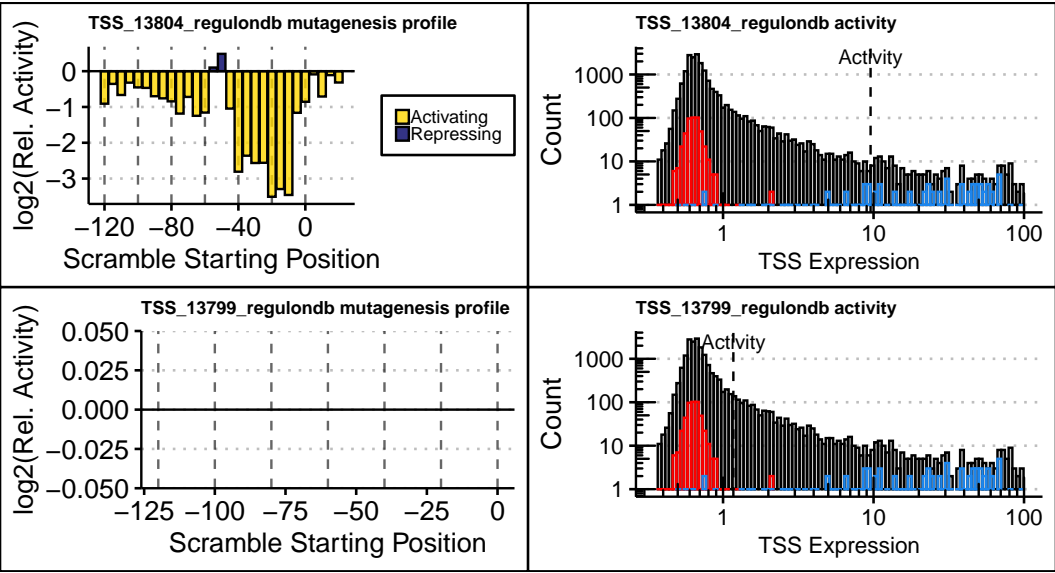 TSS_13804_regulondb mutagenesis profile
log2(Rel. Activity)
0
−1
−2
−3
−120
−80
−40
0
Scramble Starting Position
Activating
Repressing
TSS_13804_regulondb activity
Activity
Count
1000
100
10
1
1
10
100
TSS Expression
TSS_13799_regulondb mutagenesis profile
log2(Rel. Activity)
0.050
0.025
0.000
−0.025
−0.050
−125
−100
−75
−50
−25
0
Scramble Starting Position
TSS_13799_regulondb activity
Activity
Count
1000
100
10
1
1
10
100
TSS Expression